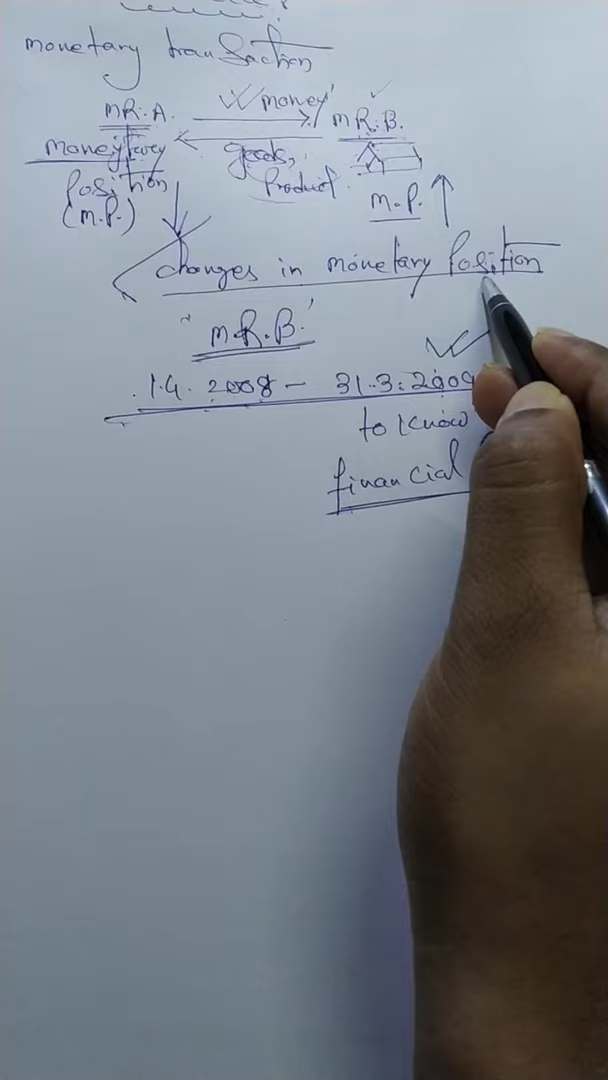 monetary transaction
MR.A. money MR.B.
monetary goods,
Position Product
(M.P.) M.P.
changes in monetary Position
"M.R.B."
1.4.2008 - 31.3.2009
to know
financial